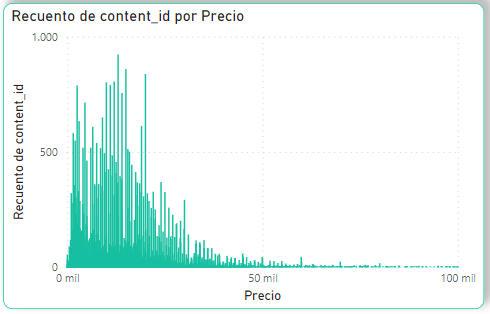 Recuento de content_id por Precio
1.000
500
0
Recuento de content_id
0 mil 50 mil 100 mil
Precio